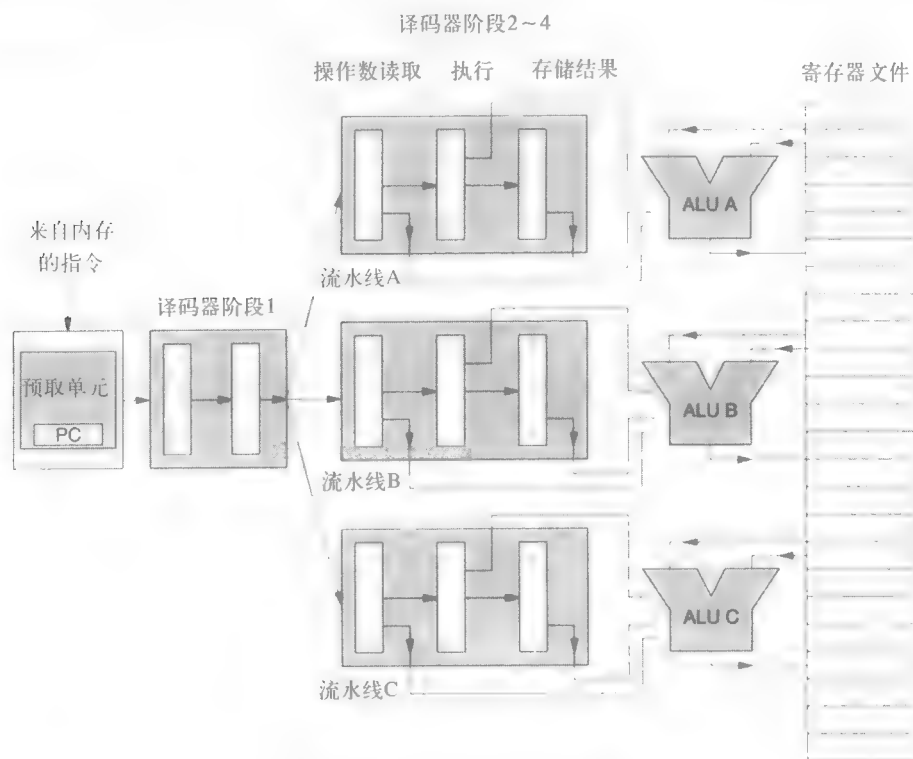 译码器阶段2～4
操作数读取 执行 存储结果 寄存器文件
ALU A
来自内存
的指令
流水线A
译码器阶段1
预取单元
PC
ALU B
流水线B
ALU C
流水线C